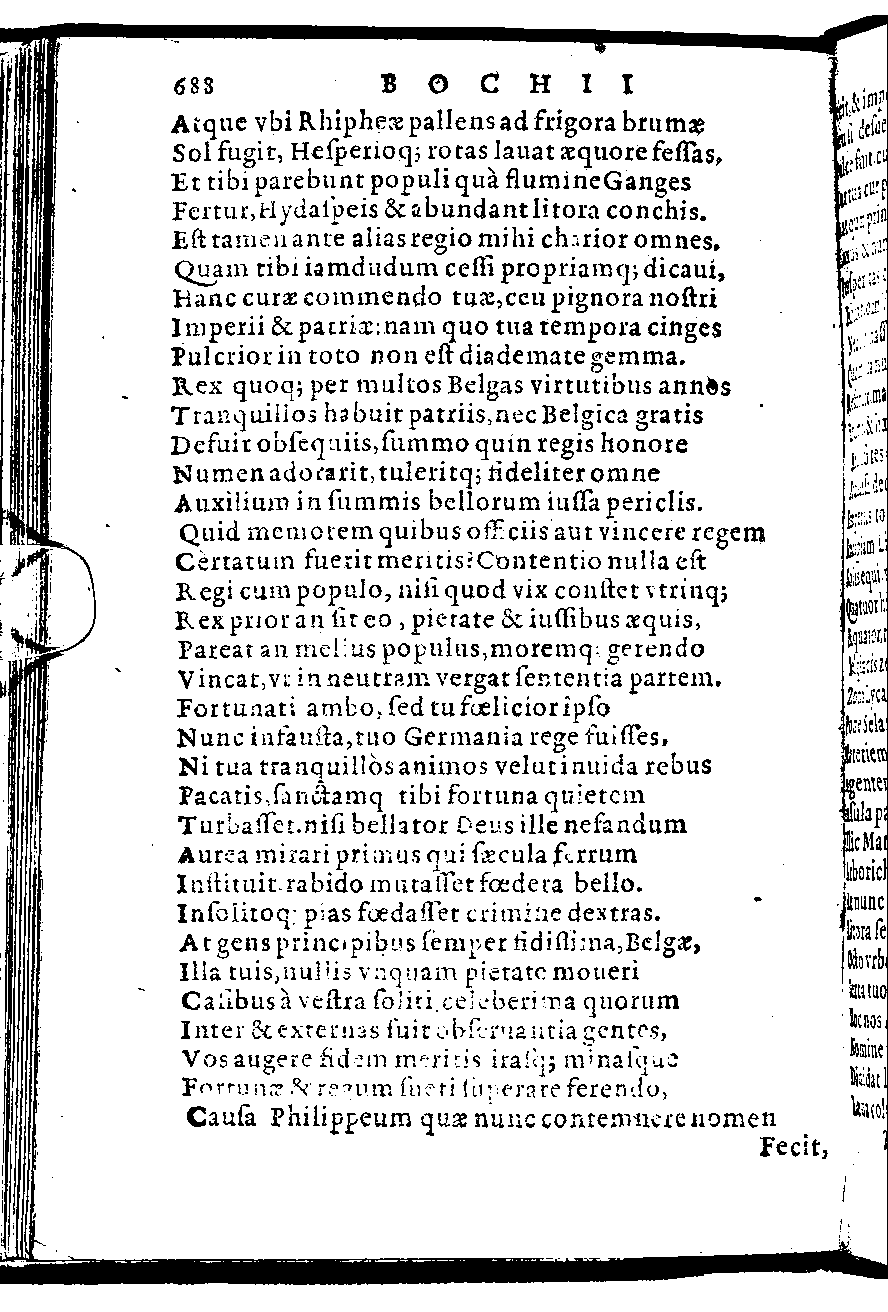 688 BOCHII
Atque vbi Rhipheæ pallens ad frigora brumæ
Sol fugit, Heſperioq; rotas lauat æquore feſſas,
Et tibi parebunt populi quà flumine Ganges
Fertur, Hydaſpeis & abundant litora conchis.
Eſt tamen ante alias regio mihi charior omnes,
Quam tibi iamdudum ceſſi propriamq; dicaui,
Hanc curæ commendo tuæ, ceu pignora noſtri
Imperii & patriæ: nam quo tua tempora cinges
Pulcrior in toto non eſt diademate gemma.
Rex quoq; per multos Belgas virtutibus annos
Tranquillos habuit patriis, nec Belgica gratis
Defuit obſequiis, ſummo quin regis honore
Numen adorarit, tuleritq; fideliter omne
Auxilium in ſummis bellorum iuſſa periclis.
Quid memorem quibus officiis aut vincere regem
Certatum fuerit meritis? Contentio nulla eſt
Regi cum populo, niſi quod vix conſtet vtrinq;
Rex prior an ſit eo, pietate & iuſſibus æquis,
Pareat an melius populus, moremq; gerendo
Vincat, vt in neutram vergat ſententia partem.
Fortunati ambo, ſed tu fœlicior ipſo
Nunc infauſta, tuo Germania rege fuiſſes,
Ni tua tranquillòs animos velut inuida rebus
Pacatis, ſanctamq tibi fortuna quietem
Turbaſſet. niſi bellator Deus ille nefandum
Aurea mirari primus qui ſæcula ferrum
Inſtituit. rabido mutaſſet fœdera bello.
Inſolitoq; pias fœdaſſet crimine dextras.
At gens principibus ſemper fidiſſima, Belgæ,
Illa tuis, nullis vnquam pietate moueri
Caſibus à veſtra ſoliti, celeberima quorum
Inter & externas fuit obſeruantia gentes,
Vos augere fidem meritis iraſq; minaſque
Fortunæ & regum ſueti ſuperare ferendo,
Cauſa Philippeum quæ nunc contemnere nomen
Fecit,